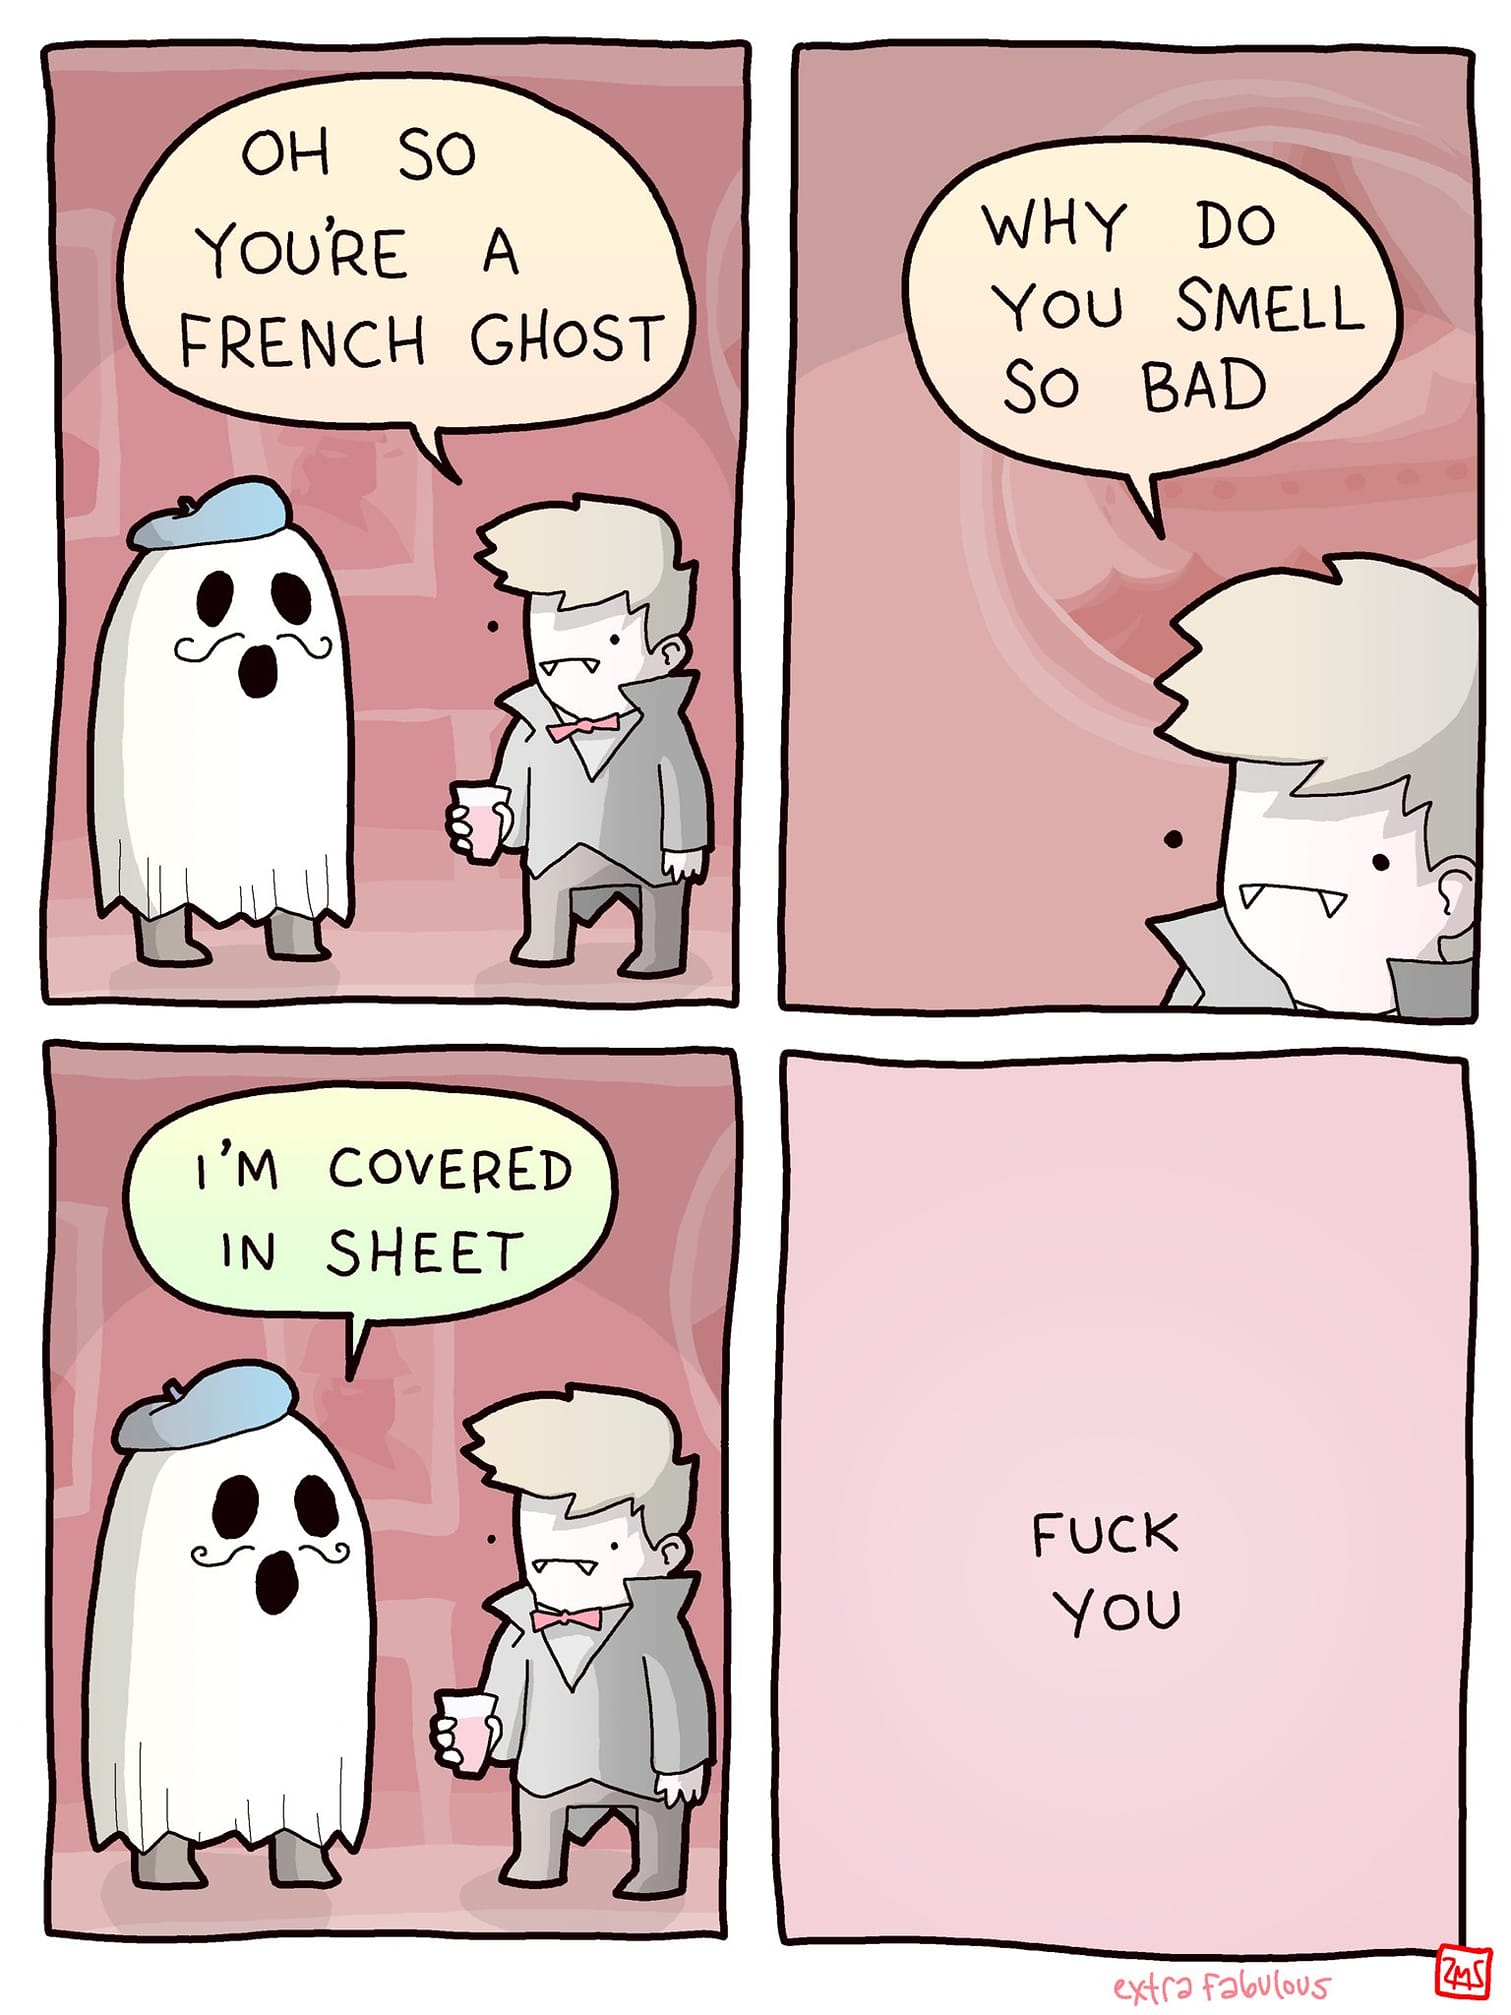 OH SO
YOU'RE A
FRENCH GHOST
WHY DO
YOU SMELL
SO BAD
I'M COVERED
IN SHEET
FUCK
YOU
extra fabulous
ZMS